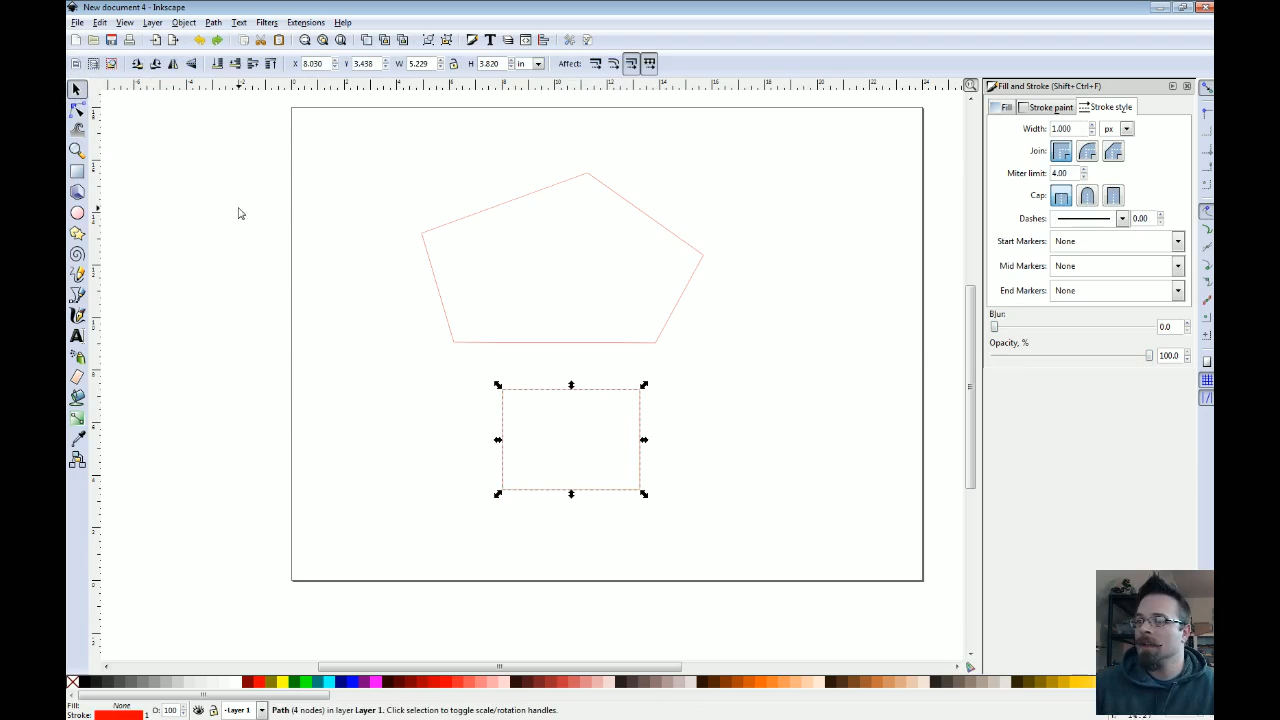 New document 4 - Inkscape
File Edit View Layer Object Path Text Filters Extensions Help
X 8.030 Y 3.438 W 5.229 H 3.820 in Affect:
Fill and Stroke (Shift+Ctrl+F)
Fill Stroke paint Stroke style
Width: 1.000 px
Join:
Miter limit: 4.00
Cap:
Dashes: 0.00
Start Markers: None
Mid Markers: None
End Markers: None
Blur:
0.0
Opacity, %
100.0
Fill: None
Stroke: 1 O: 100 Layer 1 Path (4 nodes) in layer Layer 1. Click selection to toggle scale/rotation handles.